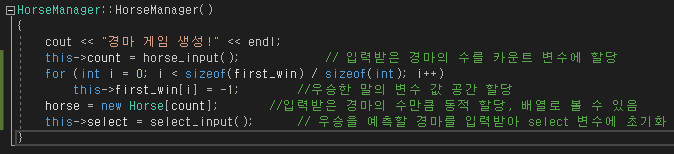 HorseManager::HorseManager()
{
cout << "경마 게임 생성!" << endl;
this->count = horse_input(); // 입력받은 경마의 수를 카운트 변수에 할당
for (int i = 0; i < sizeof(first_win) / sizeof(int); i++)
this->first_win[i] = -1; //우승한 말의 변수 값 공간 할당
horse = new Horse[count]; //입력받은 경마의 수만큼 동적 할당, 배열로 볼 수 있음
this->select = select_input(); // 우승을 예측할 경마를 입력받아 select 변수에 초기화
}